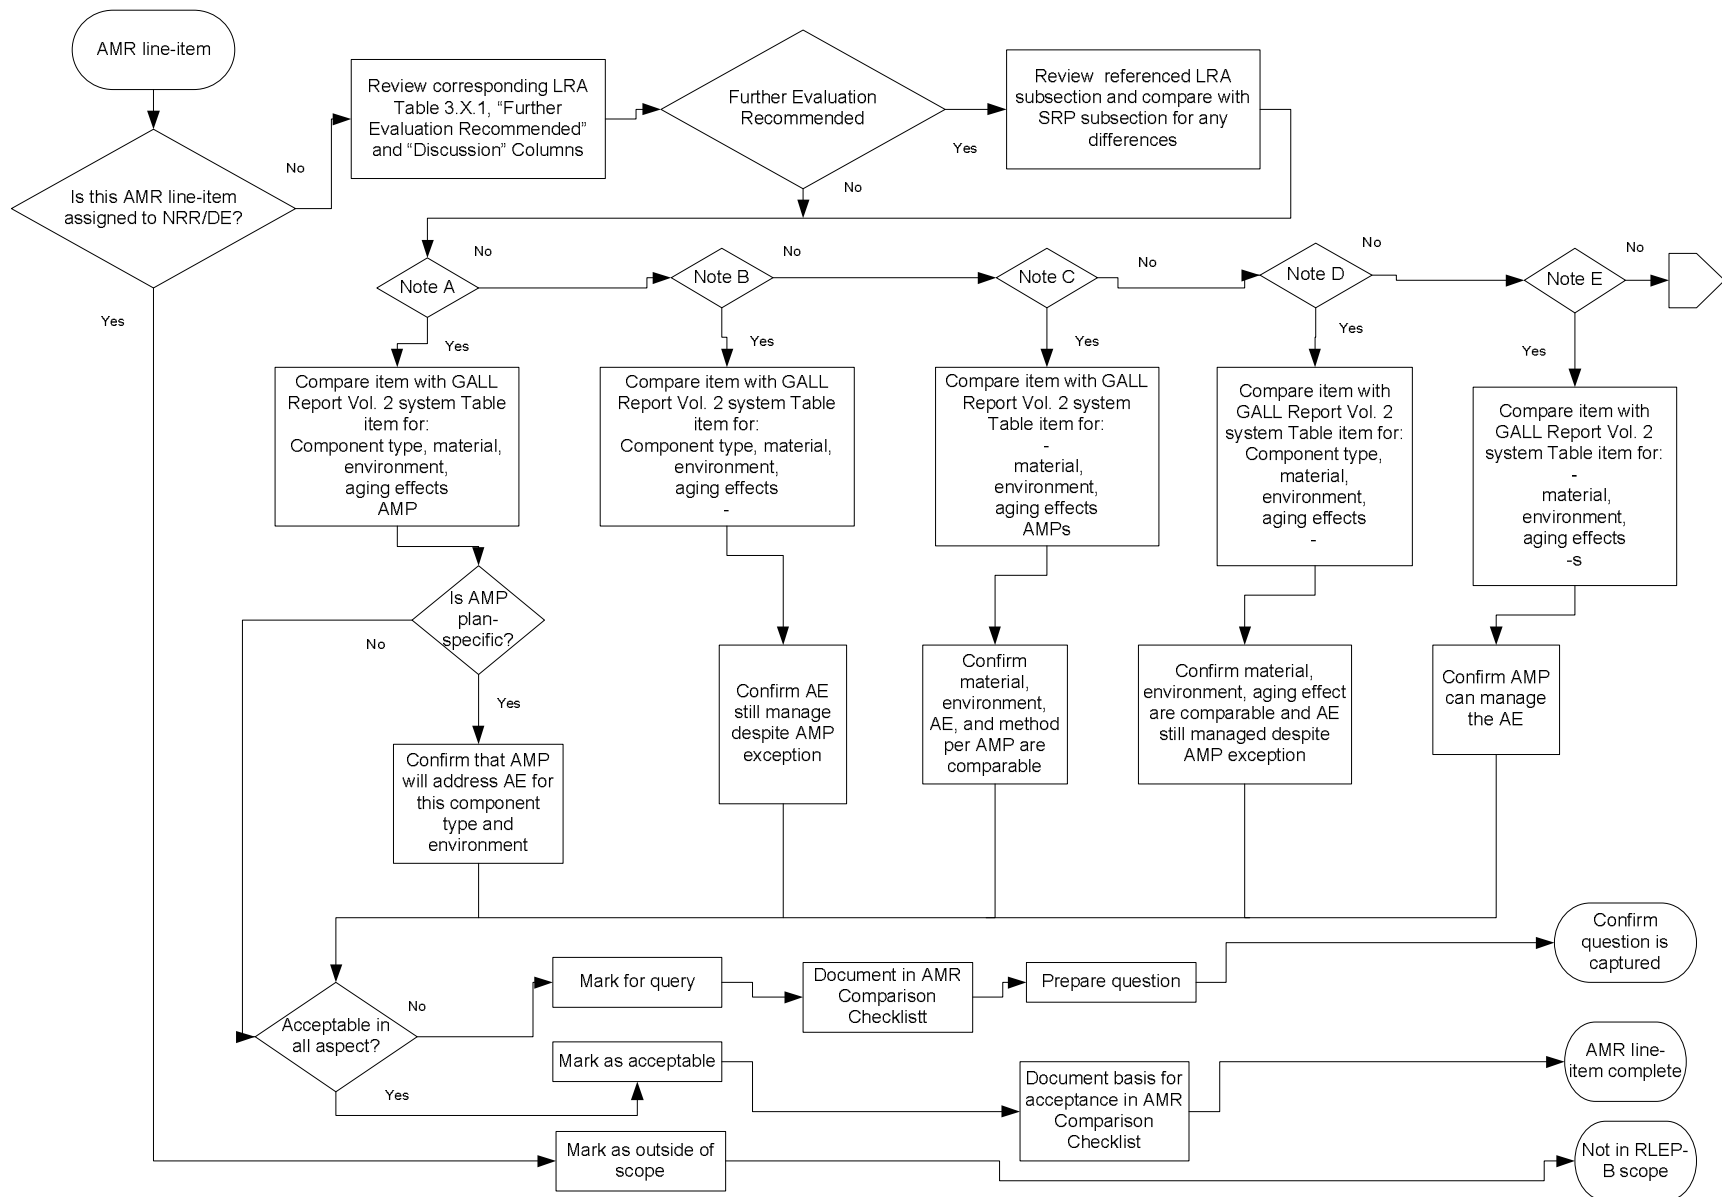 AMR line-item
Is this AMR line-item
assigned to NRR/DE?
No
Yes
Review corresponding LRA
Table 3.X.1, “Further
Evaluation Recommended”
and “Discussion” Columns
Further Evaluation
Recommended
Yes
No
Review  referenced LRA
subsection and compare with
SRP subsection for any
differences
Note A
No
Yes
Note B
No
Yes
Note C
No
Yes
Note D
No
Yes
Note E
No
Yes
Compare item with GALL
Report Vol. 2 system Table
item for:
Component type, material,
environment,
aging effects
AMP
Compare item with GALL
Report Vol. 2 system Table
item for:
Component type, material,
environment,
aging effects
-
Compare item with GALL
Report Vol. 2 system
Table item for:
-
material,
environment,
aging effects
AMPs
Compare item with
GALL Report Vol. 2
system Table item for:
Component type,
material,
environment,
aging effects
-
Compare item with
GALL Report Vol. 2
system Table item for:
-
material,
environment,
aging effects
-s
Is AMP
plan-
specific?
No
Yes
Confirm that AMP
will address AE for
this component
type and
environment
Confirm AE
still manage
despite AMP
exception
Confirm
material,
environment,
AE, and method
per AMP are
comparable
Confirm material,
environment, aging effect
are comparable and AE
still managed despite
AMP exception
Confirm AMP
can manage
the AE
Acceptable in
all aspect?
No
Yes
Mark for query
Document in AMR
Comparison
Checklistt
Prepare question
Confirm
question is
captured
Mark as acceptable
Document basis for
acceptance in AMR
Comparison
Checklist
AMR line-
item complete
Mark as outside of
scope
Not in RLEP-
B scope